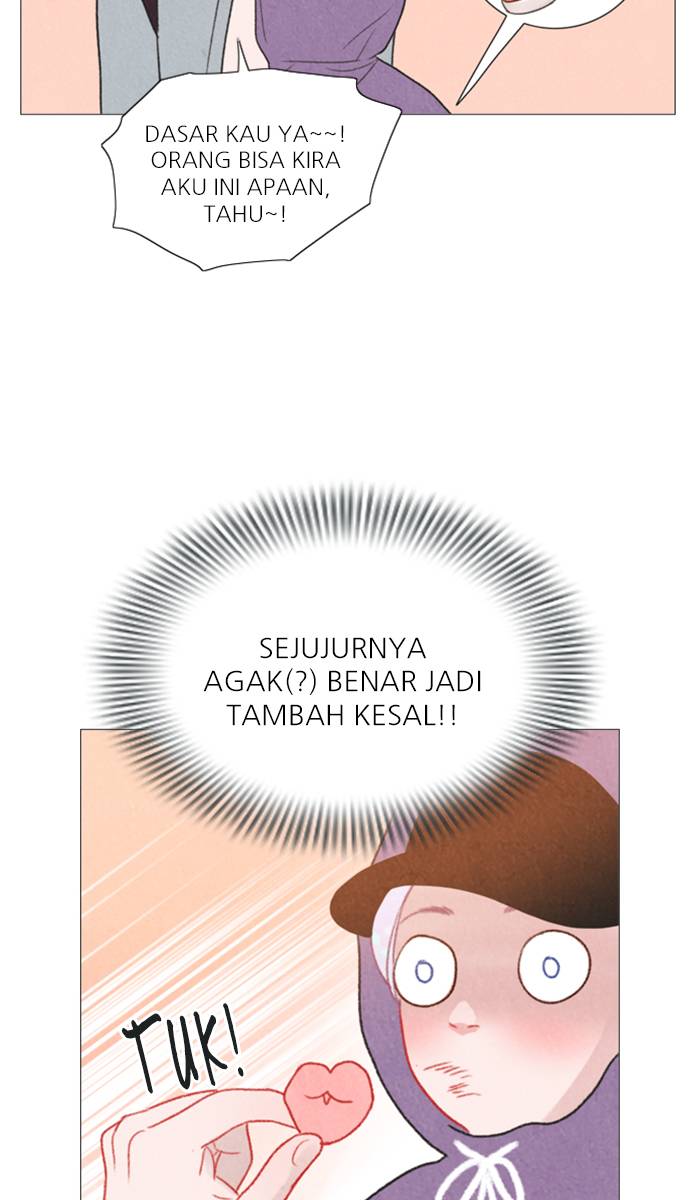 DASAR KAU YA~~!
ORANG BISA KIRA
AKU INI APAAN,
TAHU~!
SEJUJURNYA
AGAK(?) BENAR JADI
TAMBAH KESAL!!
TUK!